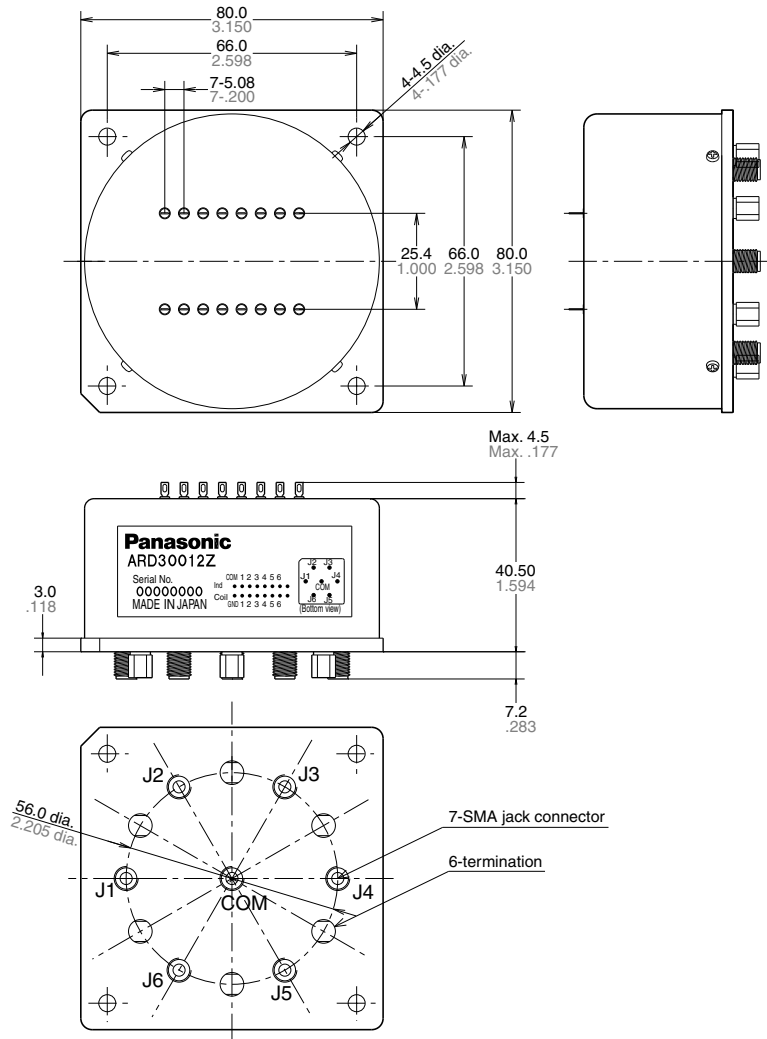 80.0
3.150
66.0
2.598
7-5.08
7-.200
4-4.5 dia.
4-.177 dia.
25.4
1.000
66.0
2.598
80.0
3.150
Max. 4.5
Max. .177
Panasonic
ARD30012Z
Serial No.
00000000
MADE IN JAPAN
COM 1 2 3 4 5 6
Ind
Coil
GND 1 2 3 4 5 6
J2 J3
J1 J4
COM
J6 J5
(Bottom view)
3.0
.118
40.50
1.594
7.2
.283
J2
J3
56.0 dia.
2.205 dia.
7-SMA jack connector
6-termination
J1
COM
J4
J6
J5